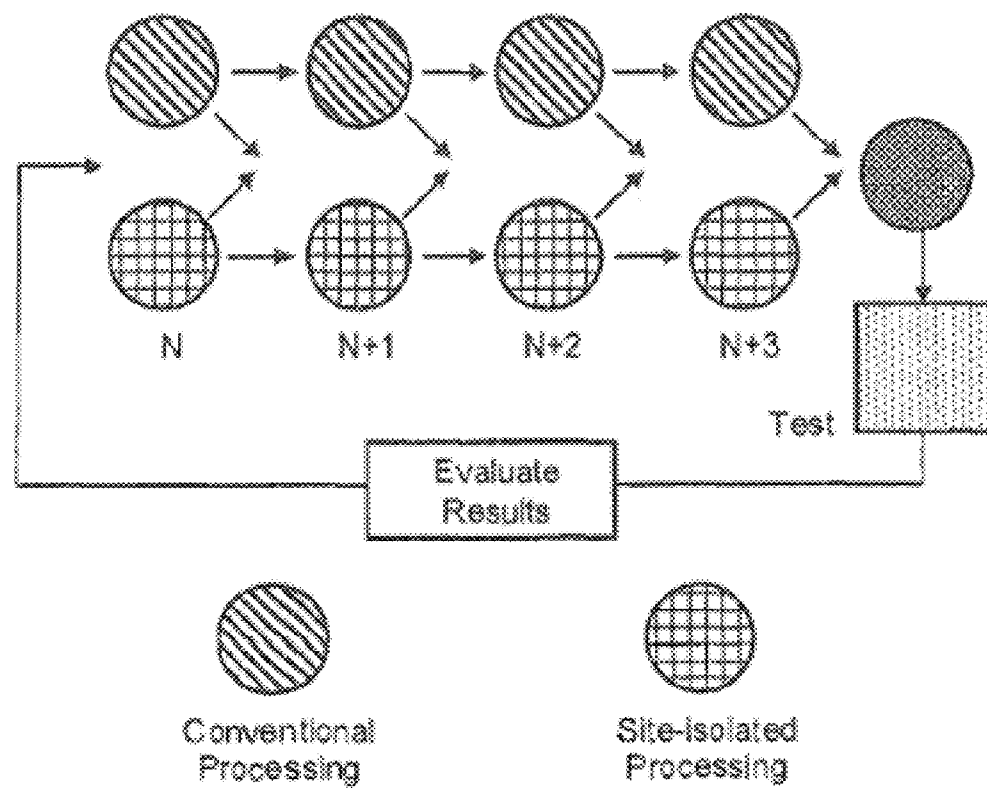 N
N+1
N+2
N+3
Test
Evaluate
Results
Conventional
Processing
Site-Isolated
Processing